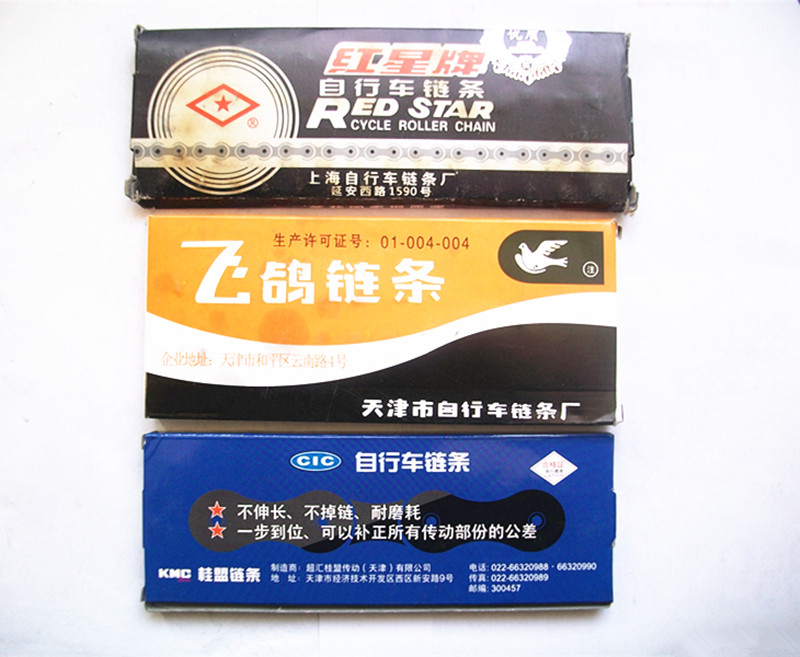 优质
红星牌
自行车链条
RED STAR
CYCLE ROLLER CHAIN
®
上海自行车链条厂
延安西路1590号
生产许可证号：01-004-004
飞鸽链条
注
企业地址：天津市和平区云南路4号
天津市自行车链条厂
CIC 自行车链条
合格证
不伸长、不掉链、耐磨耗
一步到位、可以补正所有传动部份的公差
KMC 桂盟链条
制造商：超汇桂盟传动（天津）有限公司
地 址：天津市经济技术开发区西区新安路9号
电话: 022-66320988·66320990
传真: 022-66320989
邮编: 300457